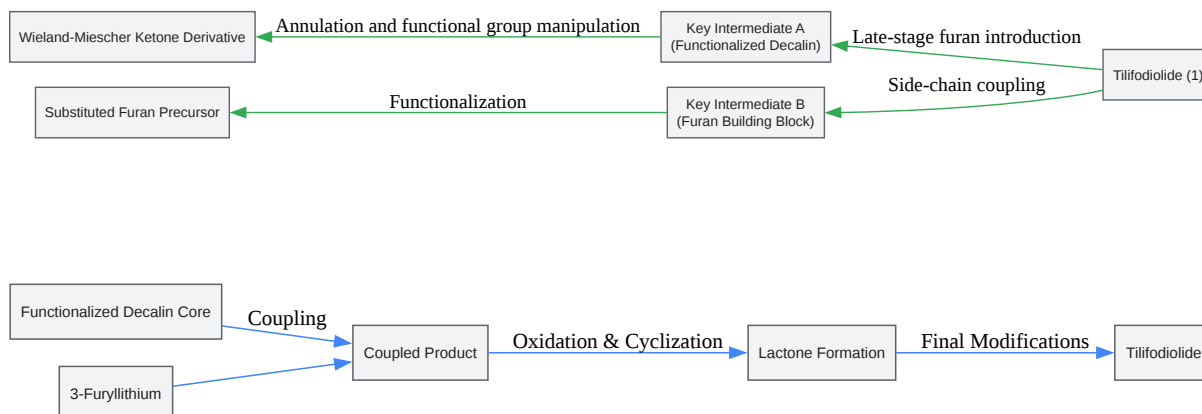 Wieland-Miescher Ketone Derivative
Annulation and functional group manipulation
Key Intermediate A
(Functionalized Decalin)
Late-stage furan introduction
Tilifodiolide (1)
Side-chain coupling
Substituted Furan Precursor
Functionalization
Key Intermediate B
(Furan Building Block)
Functionalized Decalin Core
Coupling
3-Furyllithium
Coupled Product
Oxidation & Cyclization
Lactone Formation
Final Modifications
Tilifodiolide